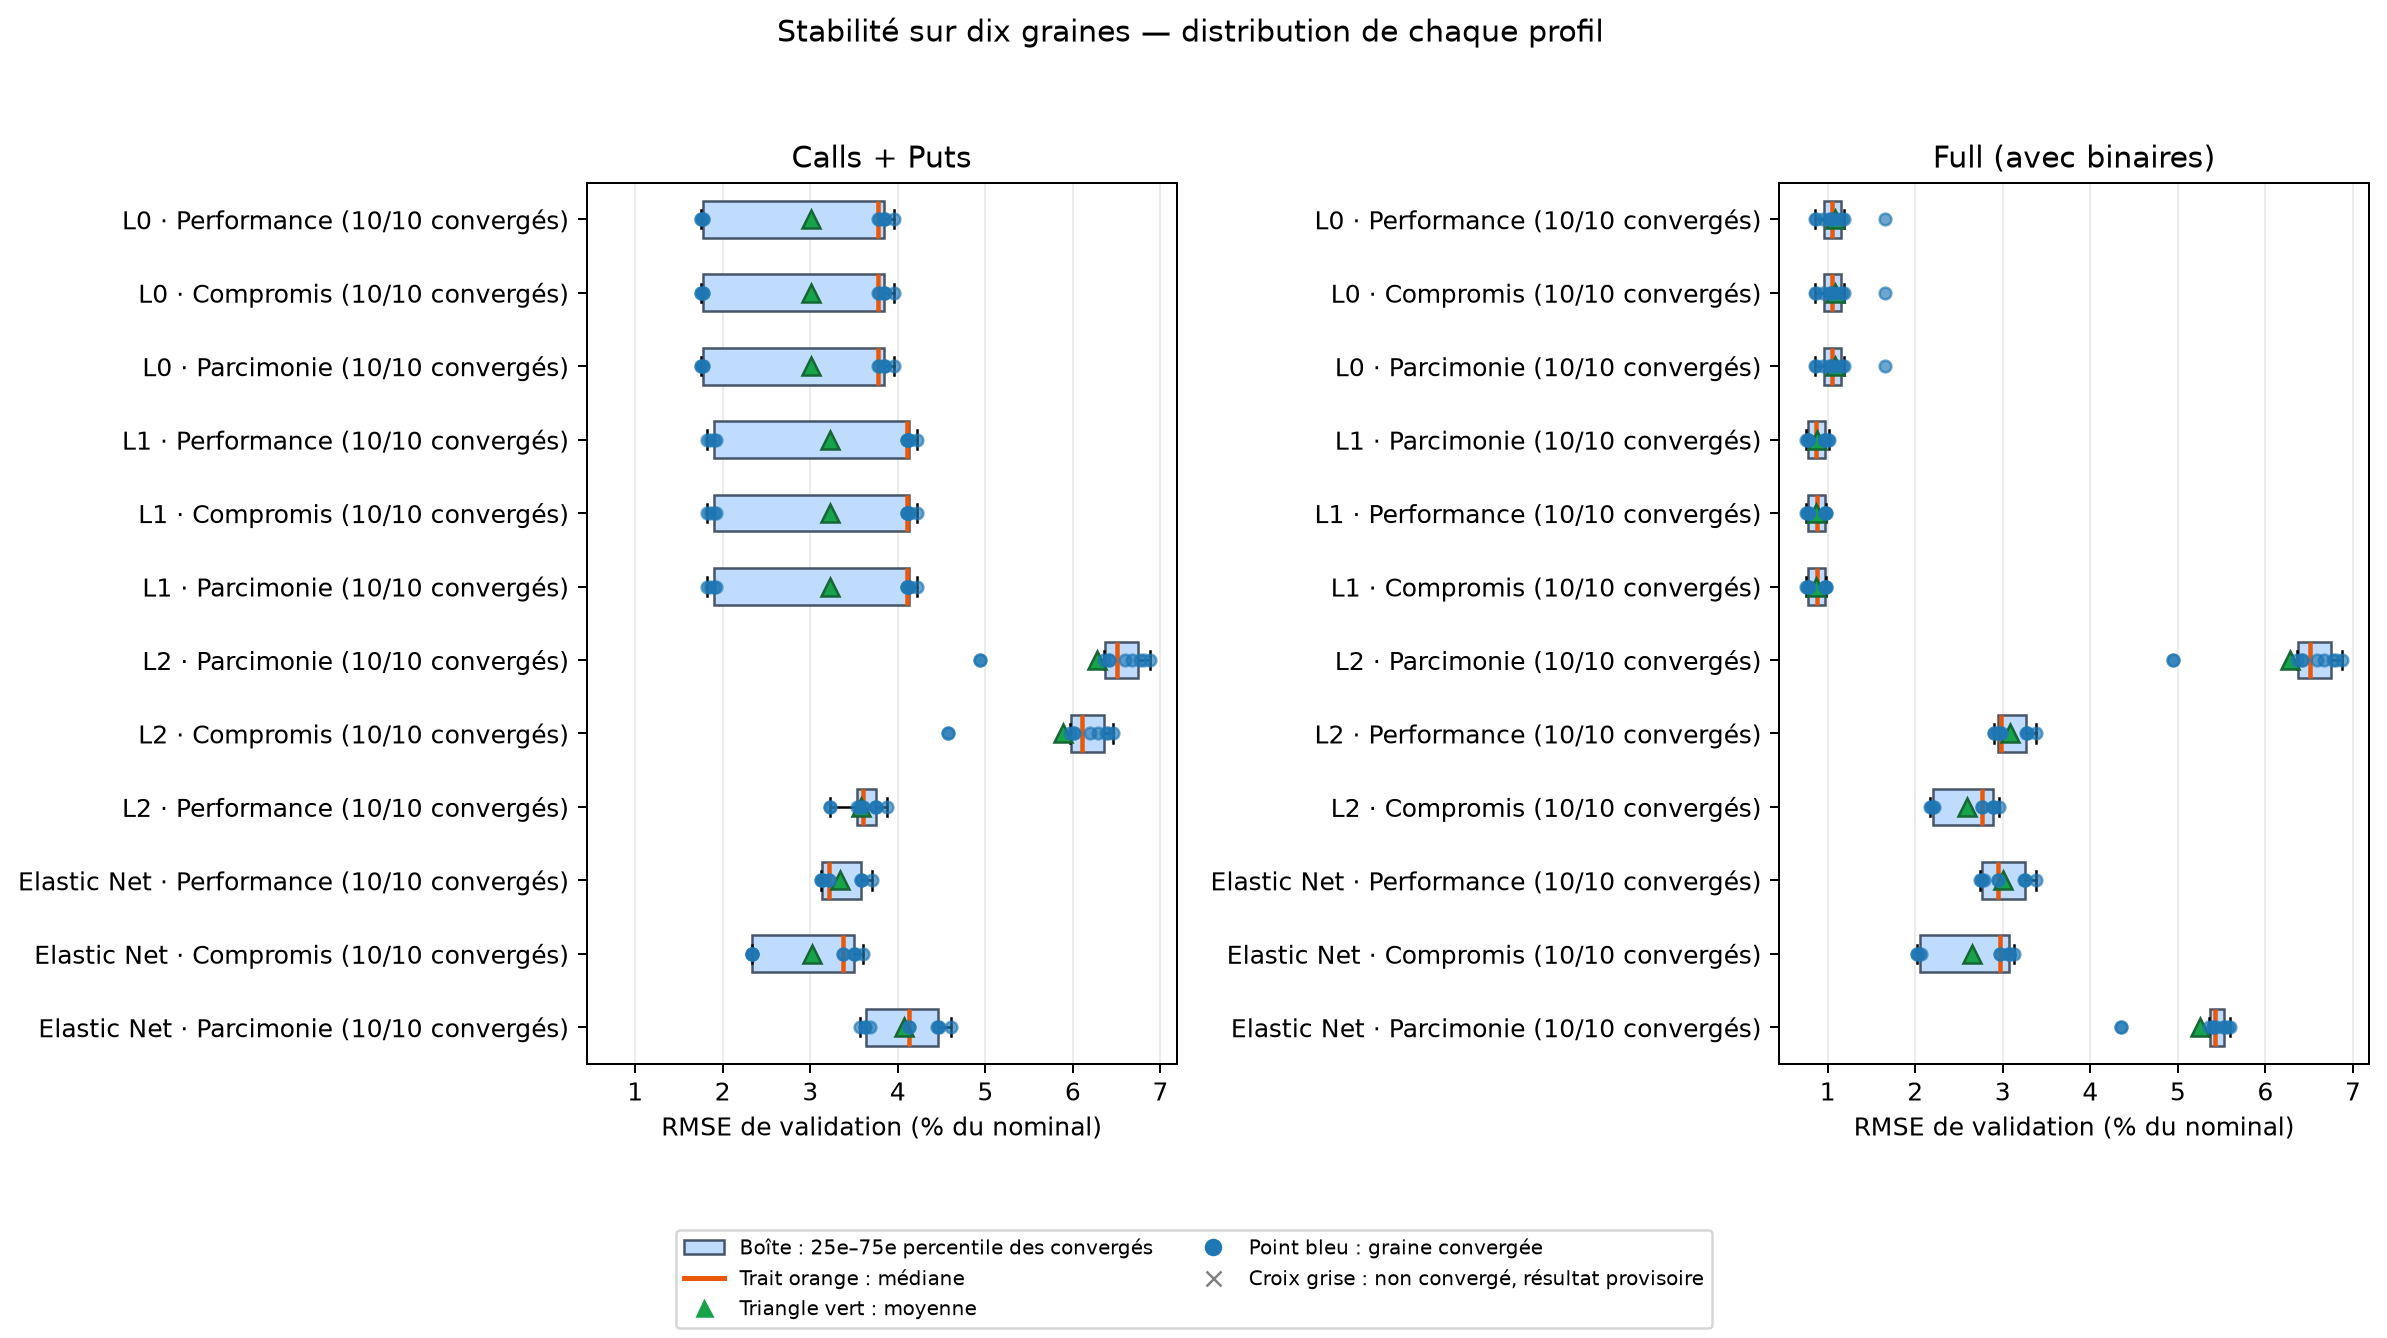 Stabilité sur dix graines — distribution de chaque profil
Calls + Puts
L0 · Performance (10/10 convergés)
L0 · Compromis (10/10 convergés)
L0 · Parcimonie (10/10 convergés)
L1 · Performance (10/10 convergés)
L1 · Compromis (10/10 convergés)
L1 · Parcimonie (10/10 convergés)
L2 · Parcimonie (10/10 convergés)
L2 · Compromis (10/10 convergés)
L2 · Performance (10/10 convergés)
Elastic Net · Performance (10/10 convergés)
Elastic Net · Compromis (10/10 convergés)
Elastic Net · Parcimonie (10/10 convergés)
1 2 3 4 5 6 7
RMSE de validation (% du nominal)
Full (avec binaires)
L0 · Performance (10/10 convergés)
L0 · Compromis (10/10 convergés)
L0 · Parcimonie (10/10 convergés)
L1 · Parcimonie (10/10 convergés)
L1 · Performance (10/10 convergés)
L1 · Compromis (10/10 convergés)
L2 · Parcimonie (10/10 convergés)
L2 · Performance (10/10 convergés)
L2 · Compromis (10/10 convergés)
Elastic Net · Performance (10/10 convergés)
Elastic Net · Compromis (10/10 convergés)
Elastic Net · Parcimonie (10/10 convergés)
1 2 3 4 5 6 7
RMSE de validation (% du nominal)
Boîte : 25e–75e percentile des convergés
Trait orange : médiane
Triangle vert : moyenne
Point bleu : graine convergée
Croix grise : non convergé, résultat provisoire